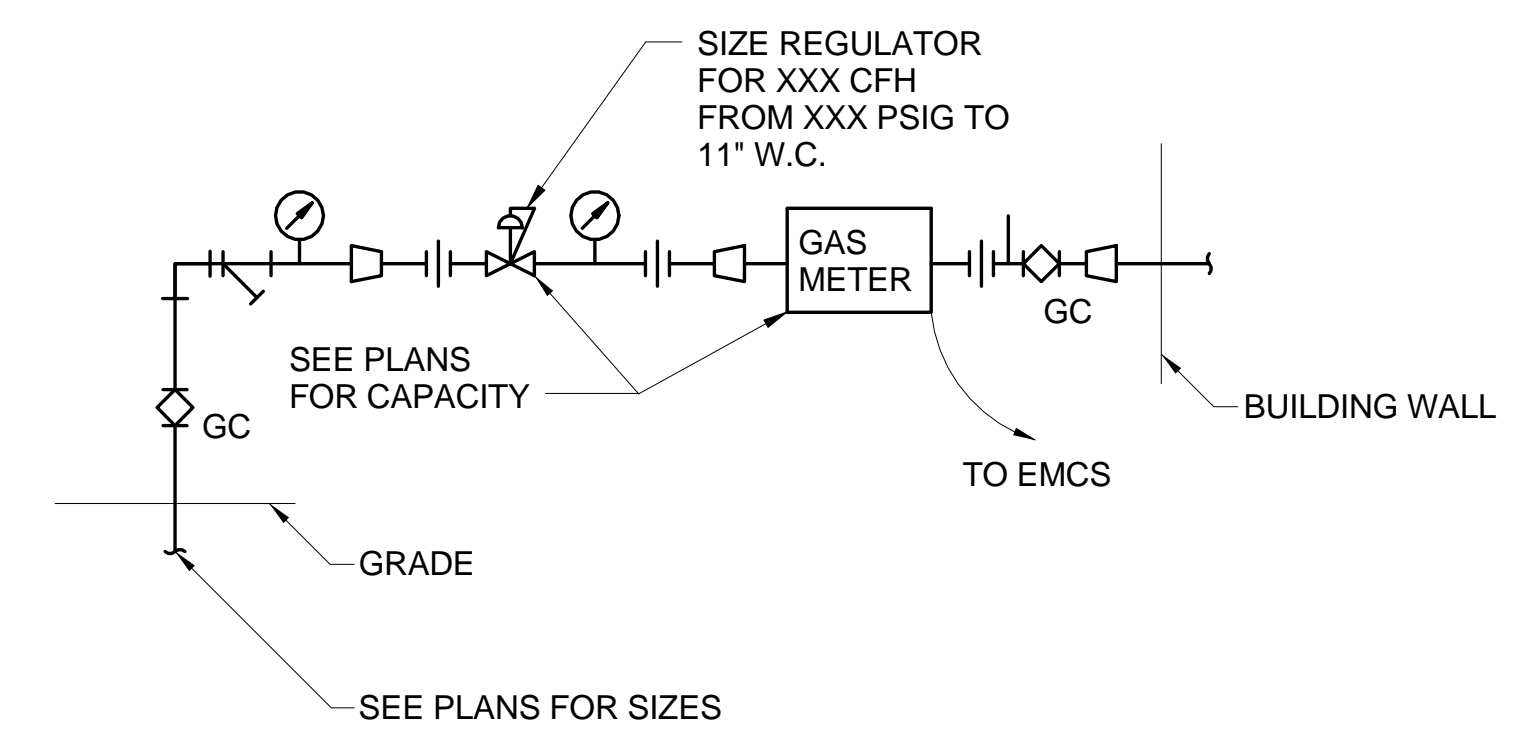 SIZE REGULATOR
FOR XXX CFH
FROM XXX PSIG TO
11" W.C.
GAS
METER
GC
SEE PLANS
FOR CAPACITY
BUILDING WALL
GC
TO EMCS
GRADE
SEE PLANS FOR SIZES